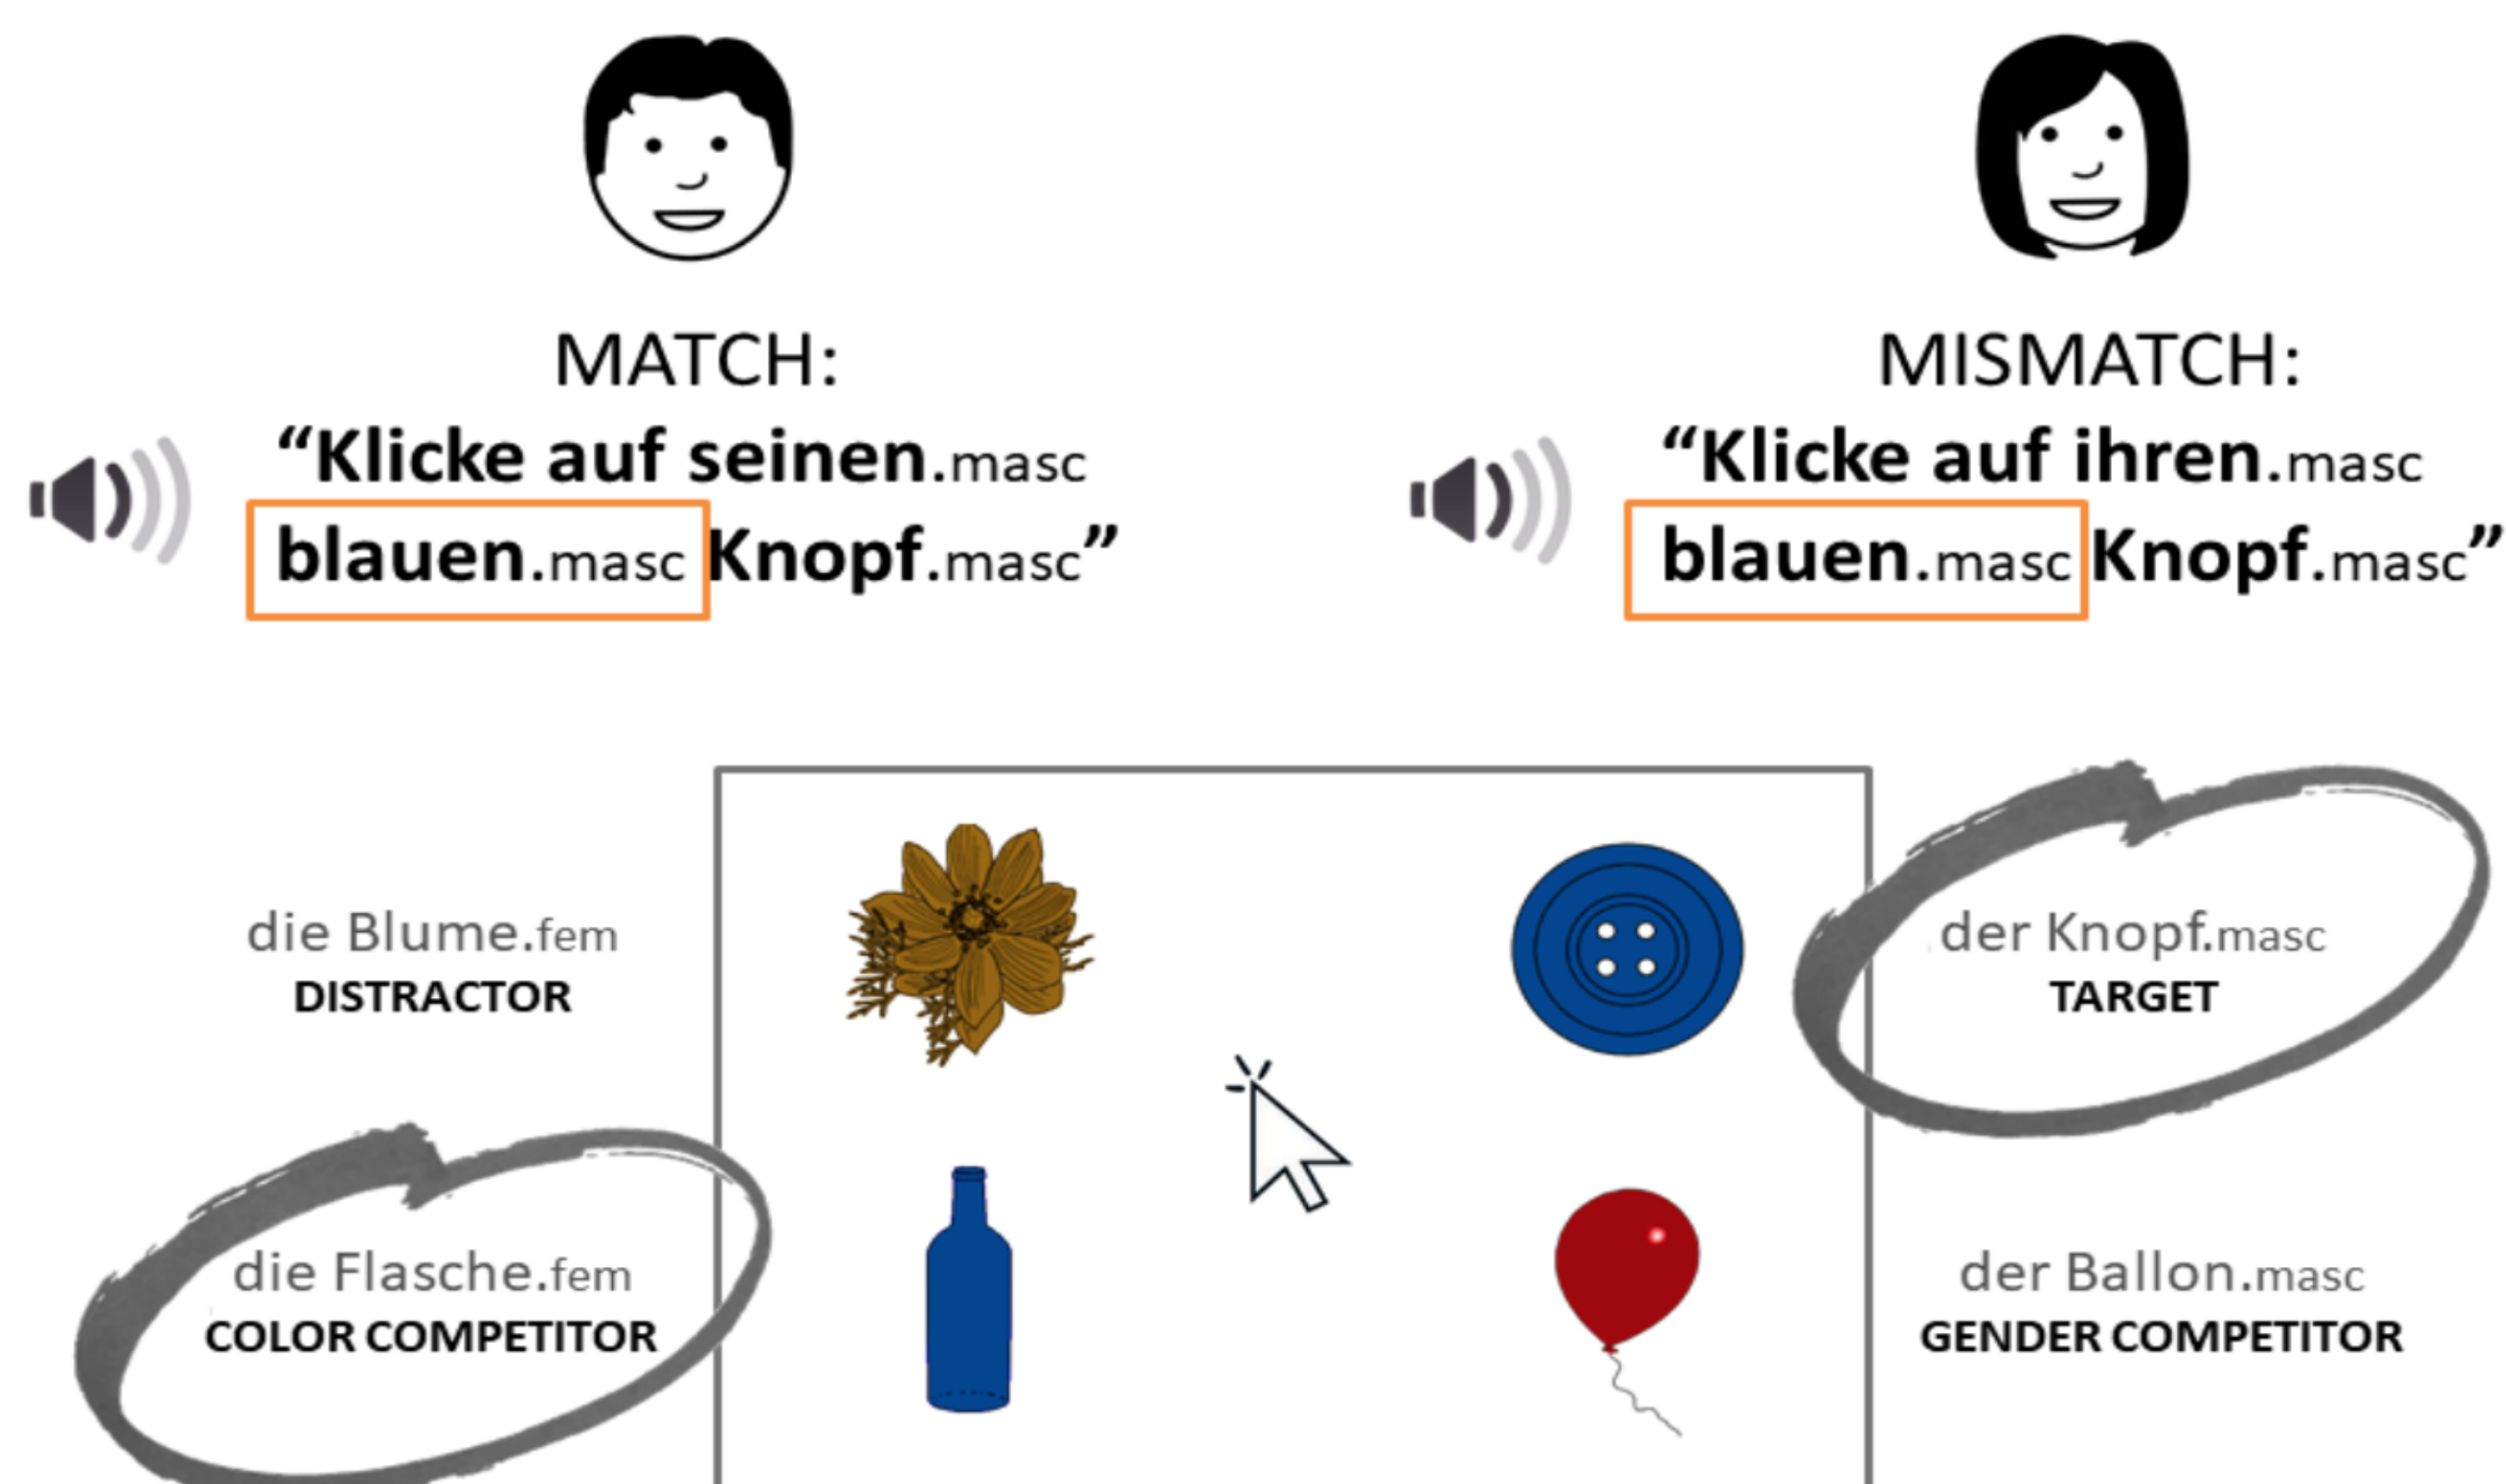 MATCH:
“Klicke auf seinen.masc
blauen.masc Knopf.masc”
MISMATCH:
“Klicke auf ihren.masc
blauen.masc Knopf.masc”
die Blume.fem
DISTRACTOR
der Knopf.masc
TARGET
die Flasche.fem
COLOR COMPETITOR
der Ballon.masc
GENDER COMPETITOR